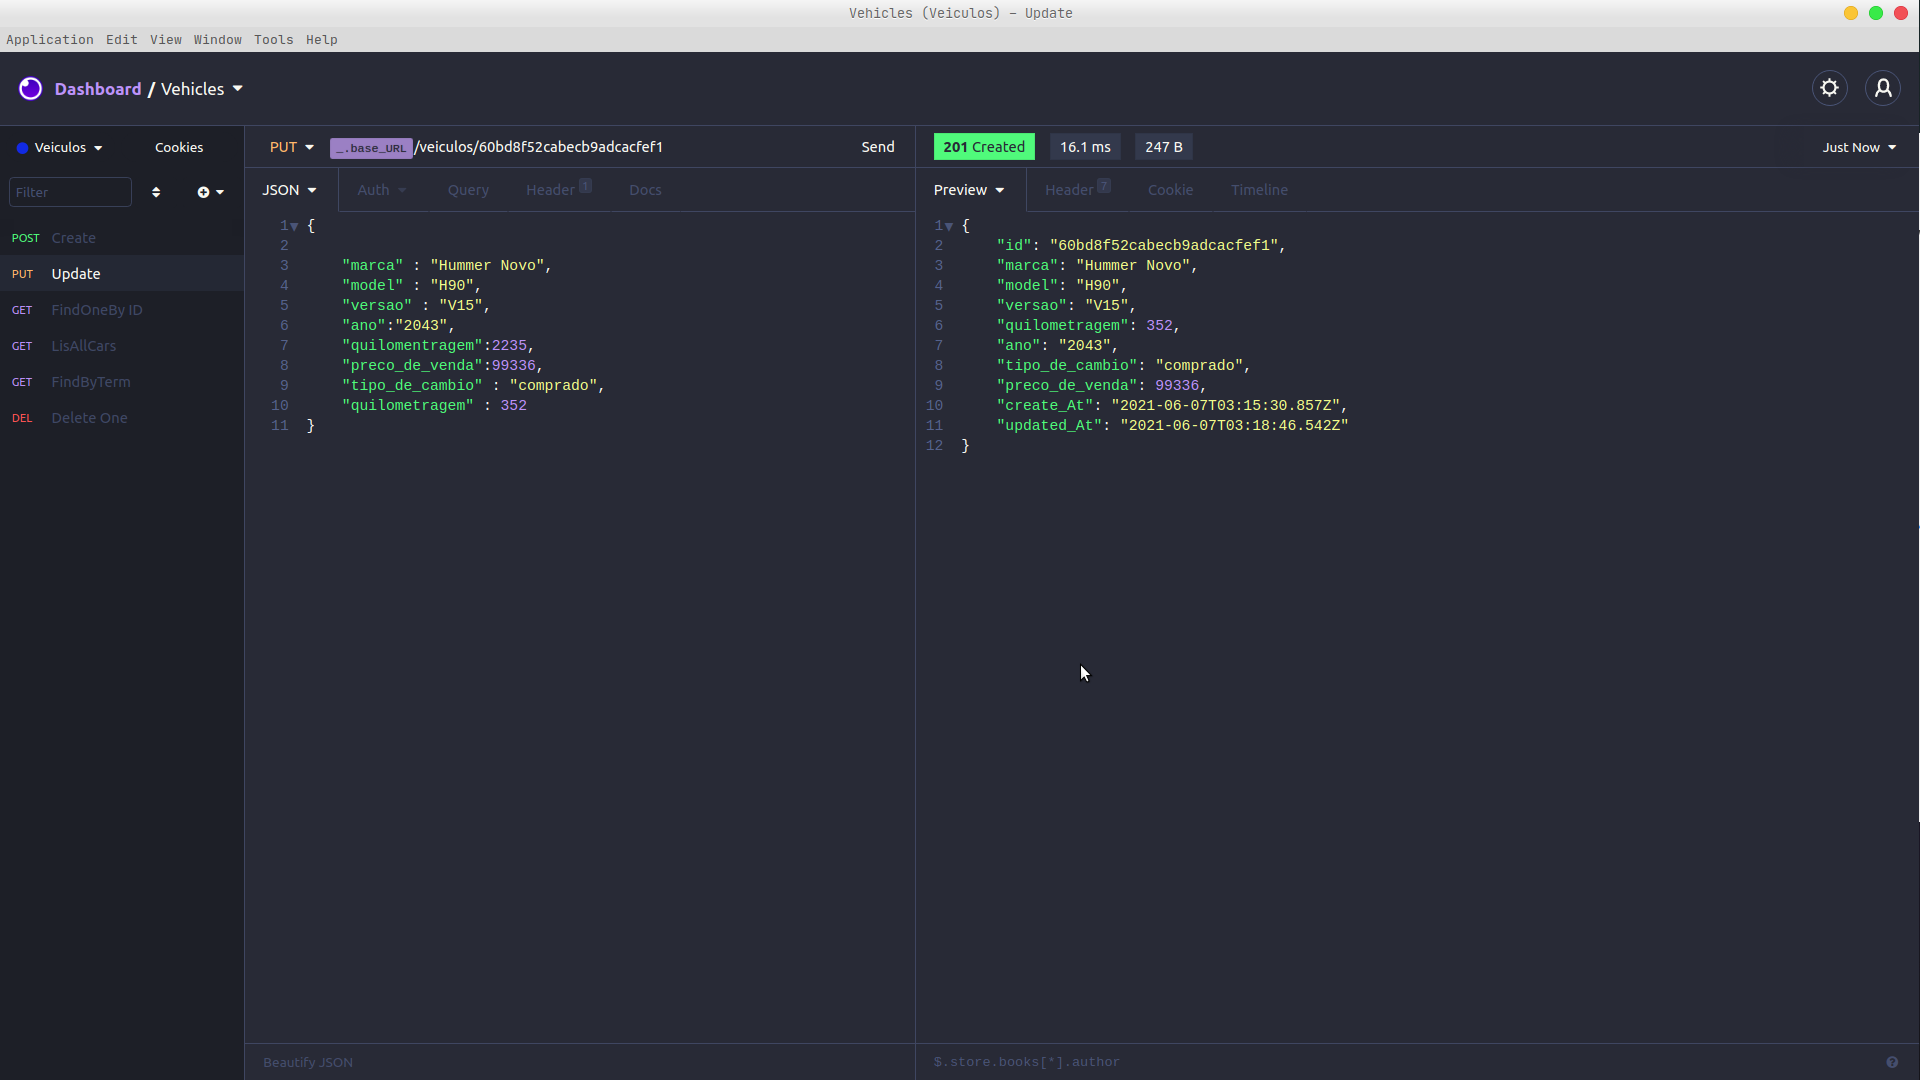 Vehicles (Veiculos) – Update
Application Edit View Window Tools Help
Dashboard / Vehicles
Veiculos Cookies
Filter
POST Create
PUT Update
GET FindOneBy ID
GET LisAllCars
GET FindByTerm
DEL Delete One
PUT _.base_URL /veiculos/60bd8f52cabecb9adcacfef1 Send
JSON Auth Query Header 1 Docs
1 {
2
3 "marca" : "Hummer Novo",
4 "model" : "H90",
5 "versao" : "V15",
6 "ano":"2043",
7 "quilomentragem":2235,
8 "preco_de_venda":99336,
9 "tipo_de_cambio" : "comprado",
10 "quilometragem" : 352
11 }
Beautify JSON
201 Created 16.1 ms 247 B Just Now
Preview Header 7 Cookie Timeline
1 {
2 "id": "60bd8f52cabecb9adcacfef1",
3 "marca": "Hummer Novo",
4 "model": "H90",
5 "versao": "V15",
6 "quilometragem": 352,
7 "ano": "2043",
8 "tipo_de_cambio": "comprado",
9 "preco_de_venda": 99336,
10 "create_At": "2021-06-07T03:15:30.857Z",
11 "updated_At": "2021-06-07T03:18:46.542Z"
12 }
$.store.books[*].author